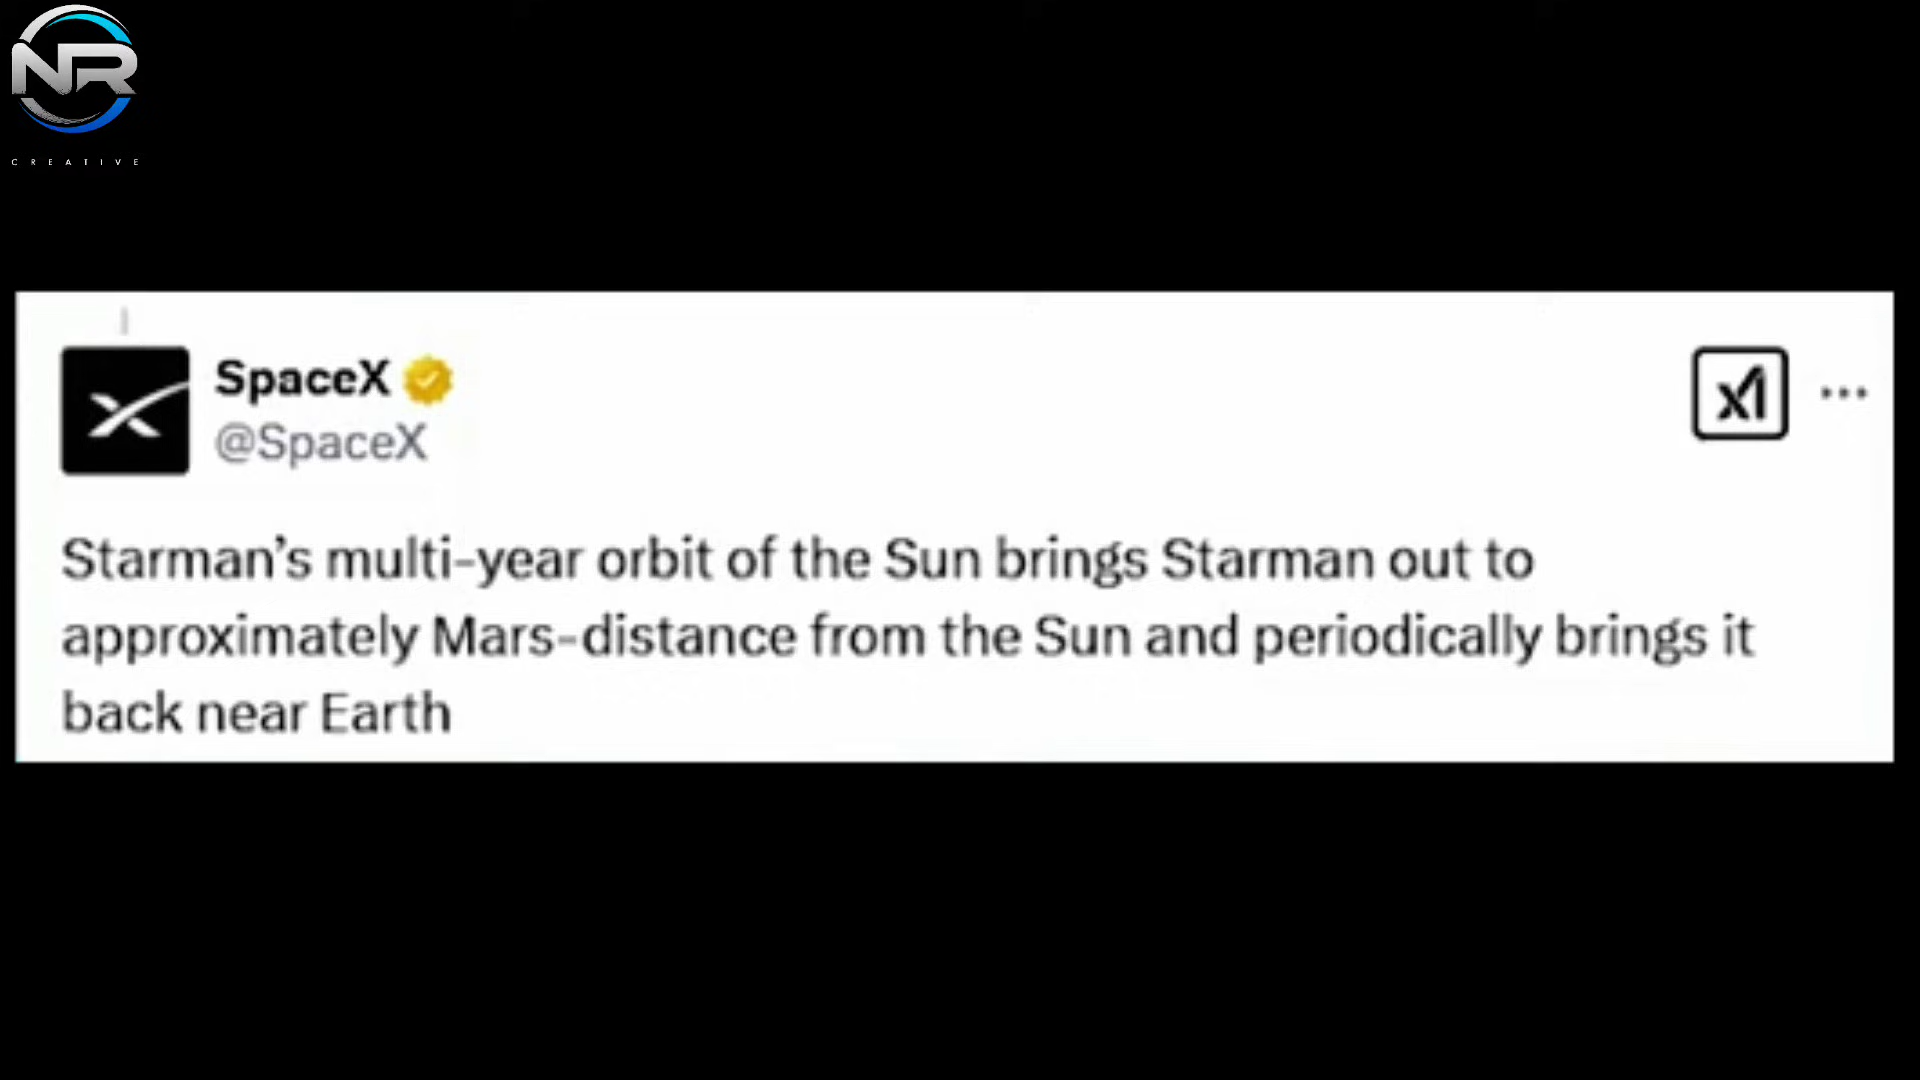 NR
CREATIVE
SpaceX
@SpaceX
Starman’s multi-year orbit of the Sun brings Starman out to
approximately Mars-distance from the Sun and periodically brings it
back near Earth